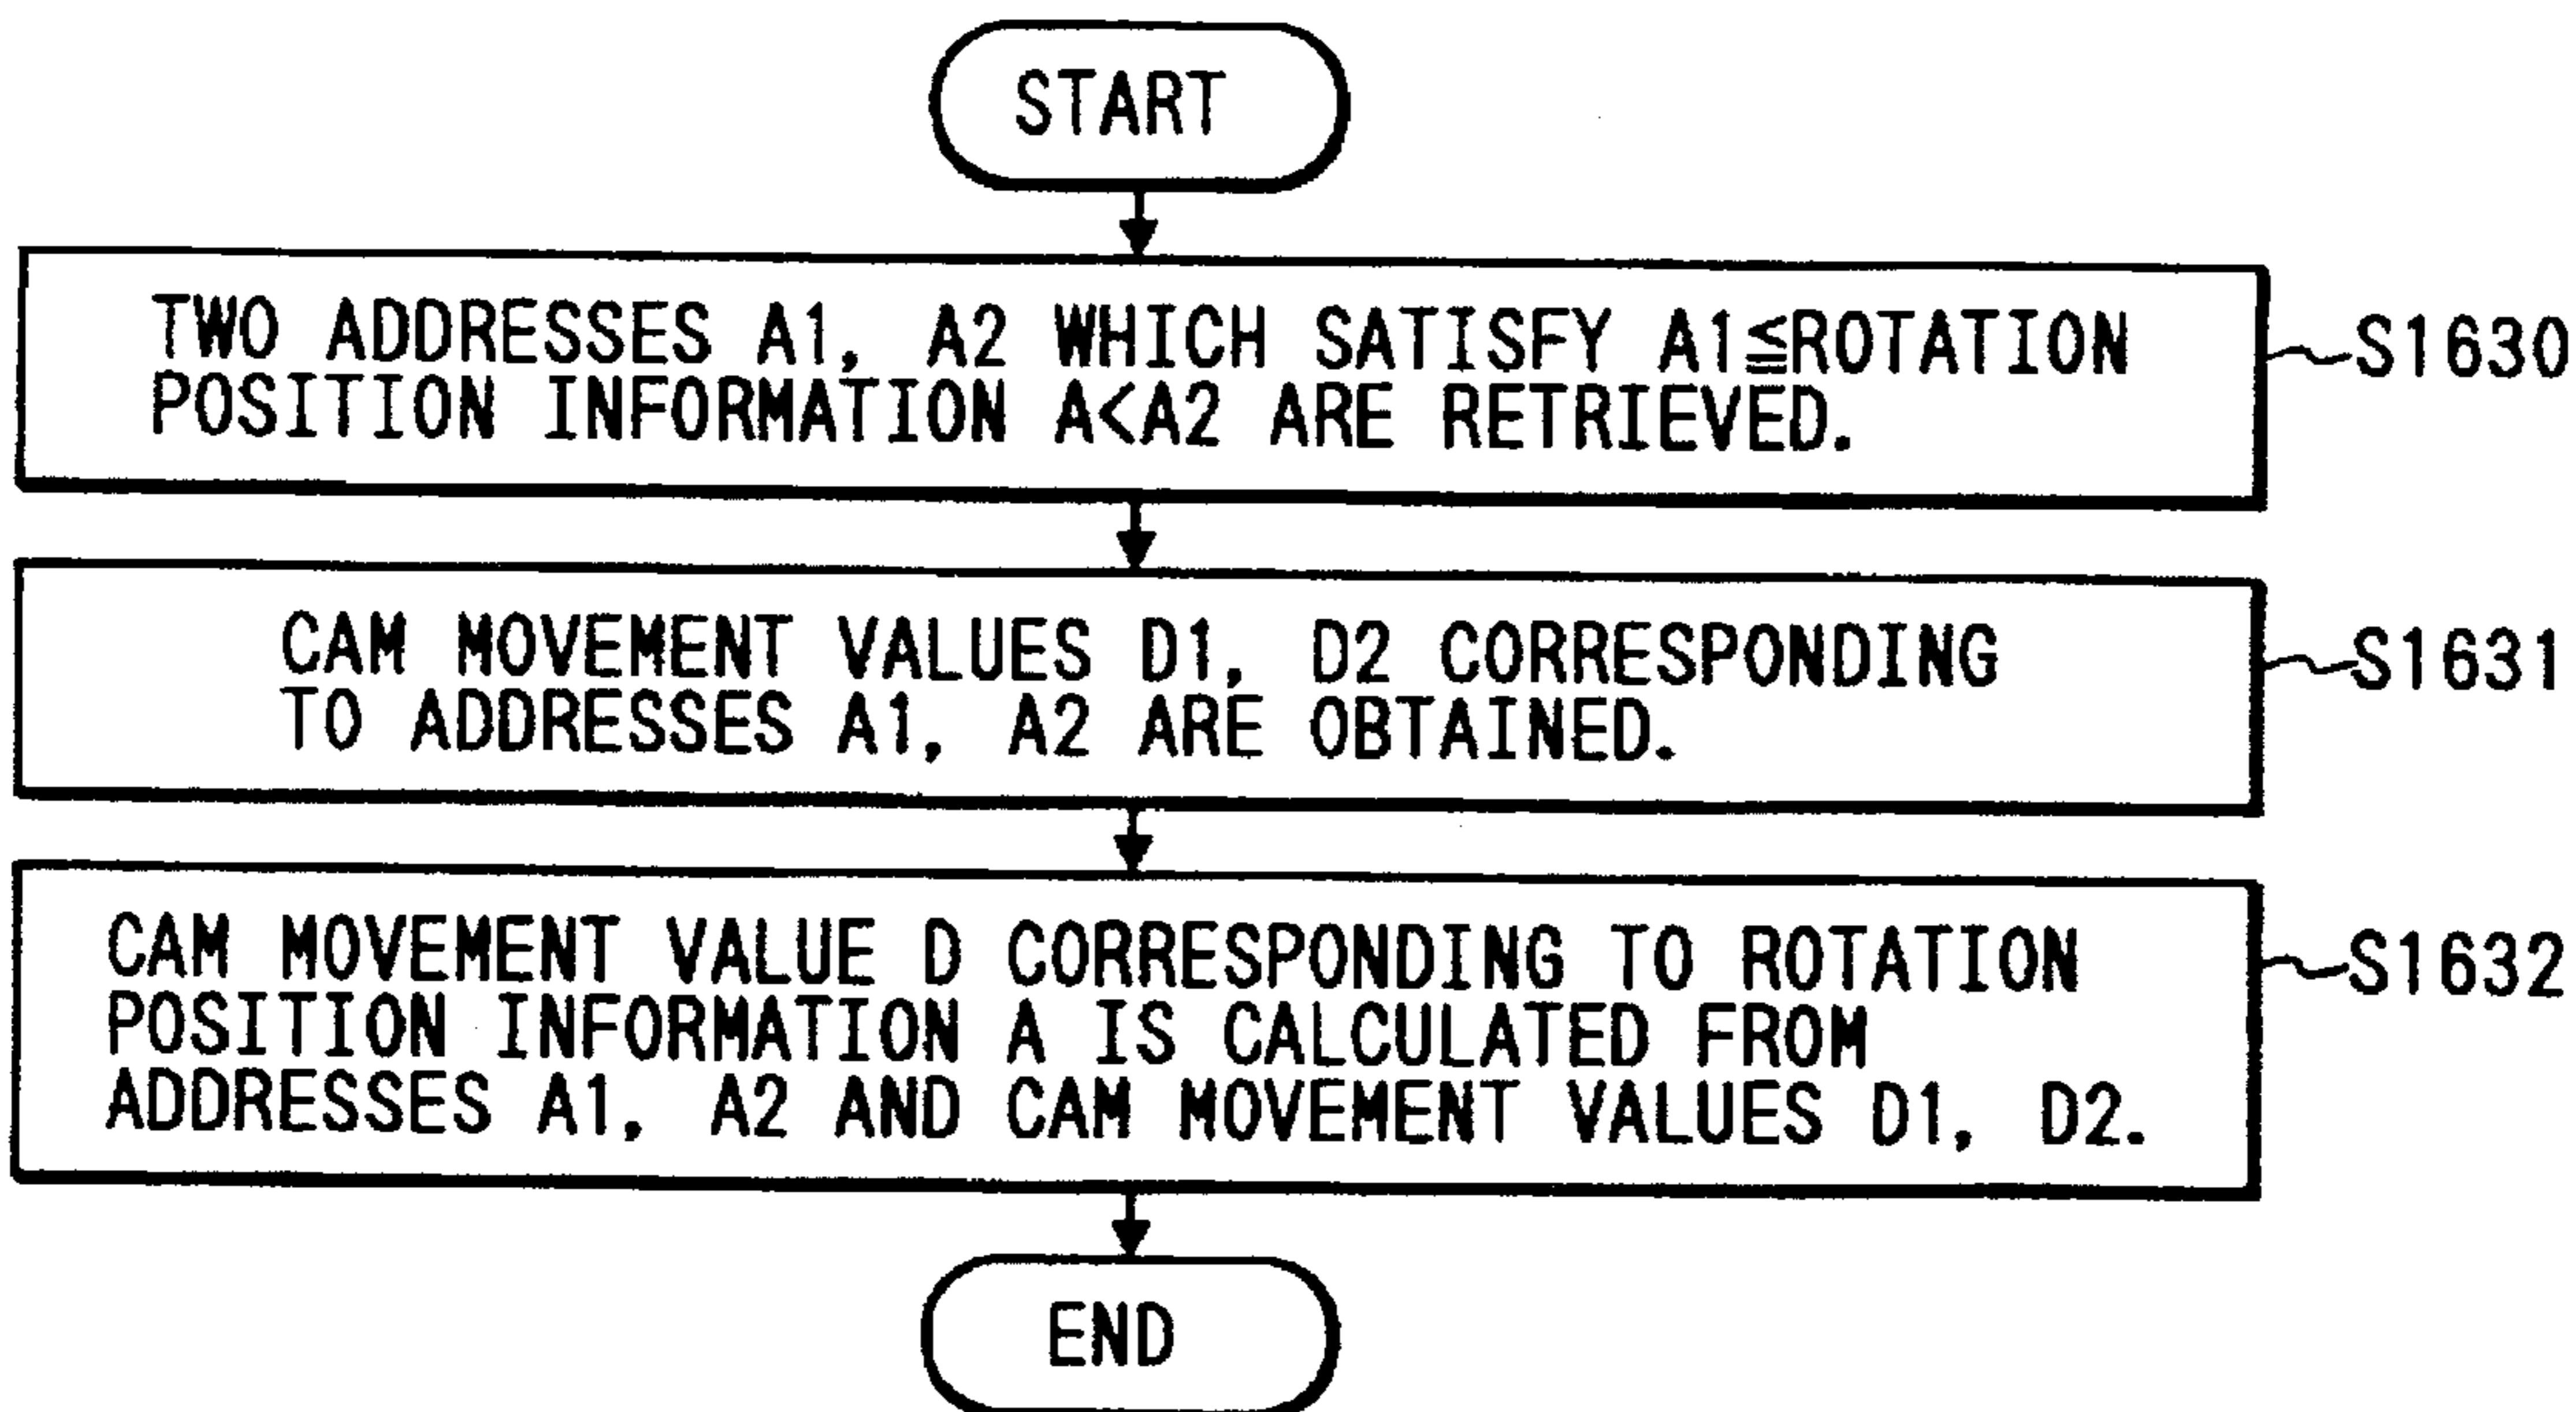 START
TWO ADDRESSES A1, A2 WHICH SATISFY A1≦ROTATION
POSITION INFORMATION A<A2 ARE RETRIEVED.
S1630
CAM MOVEMENT VALUES D1, D2 CORRESPONDING
TO ADDRESSES A1, A2 ARE OBTAINED.
S1631
CAM MOVEMENT VALUE D CORRESPONDING TO ROTATION
POSITION INFORMATION A IS CALCULATED FROM
ADDRESSES A1, A2 AND CAM MOVEMENT VALUES D1, D2.
S1632
END